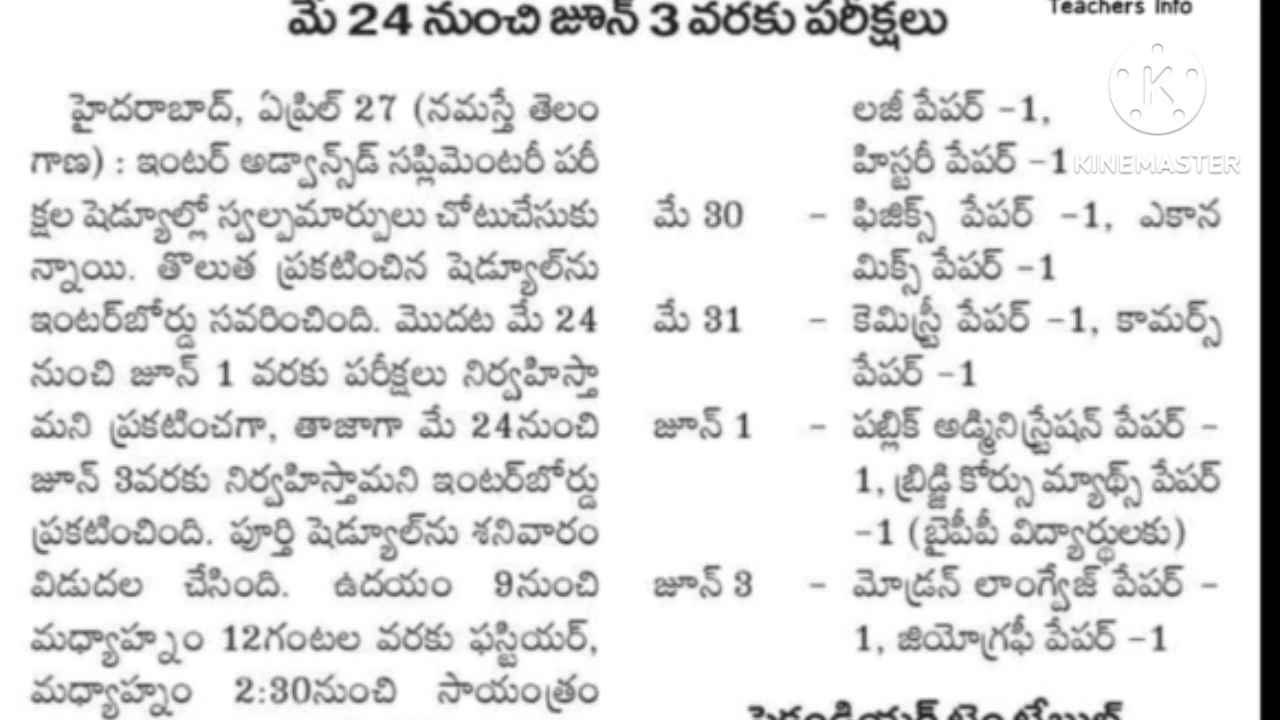 Teachers Info
మే 24 నుంచి జూన్ 3 వరకు పరీక్షలు
హైదరాబాద్, ఏప్రిల్ 27 (నమస్తే తెలం
గాణ) : ఇంటర్ అడ్వాన్స్‌డ్ సప్లిమెంటరీ పరీ
క్షల షెడ్యూల్లో స్వల్పమార్పులు చోటుచేసుకు
న్నాయి. తొలుత ప్రకటించిన షెడ్యూల్‌ను
ఇంటర్‌బోర్డు సవరించింది. మొదట మే 24
నుంచి జూన్ 1 వరకు పరీక్షలు నిర్వహిస్తా
మని ప్రకటించగా, తాజాగా మే 24నుంచి
జూన్ 3వరకు నిర్వహిస్తామని ఇంటర్‌బోర్డు
ప్రకటించింది. పూర్తి షెడ్యూల్‌ను శనివారం
విడుదల చేసింది. ఉదయం 9నుంచి
మధ్యాహ్నం 12గంటల వరకు ఫస్టియర్,
మధ్యాహ్నం 2:30నుంచి సాయంత్రం
లజీ పేపర్ -1,
హిస్టరీ పేపర్ -1
మే 30 - ఫిజిక్స్ పేపర్ -1, ఎకాన
మిక్స్ పేపర్ -1
మే 31 - కెమిస్ట్రీ పేపర్ -1, కామర్స్
పేపర్ -1
జూన్ 1 - పబ్లిక్ అడ్మినిస్ట్రేషన్ పేపర్ -
1, బ్రిడ్జి కోర్సు మ్యాథ్స్ పేపర్
-1 (బైపీపీ విద్యార్థులకు)
జూన్ 3 - మోడ్రన్ లాంగ్వేజ్ పేపర్ -
1, జియోగ్రఫీ పేపర్ -1
సెకండియర్ టైం టేబుల్
K
KINEMASTER